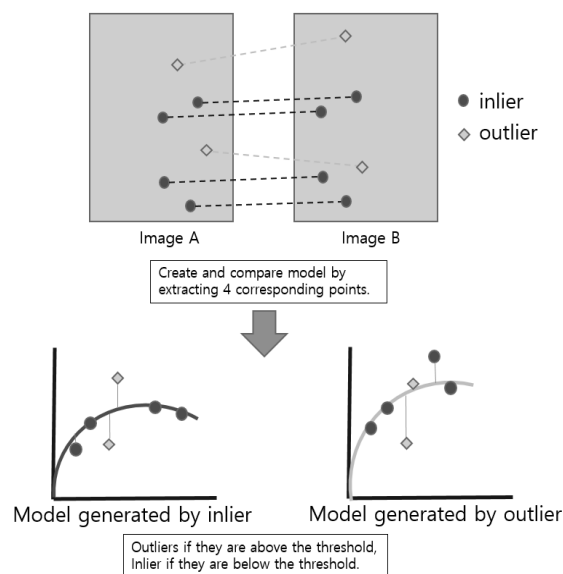 inlier
outlier
Image A
Image B
Create and compare model by
extracting 4 corresponding points.
Model generated by inlier
Model generated by outlier
Outliers if they are above the threshold,
Inlier if they are below the threshold.